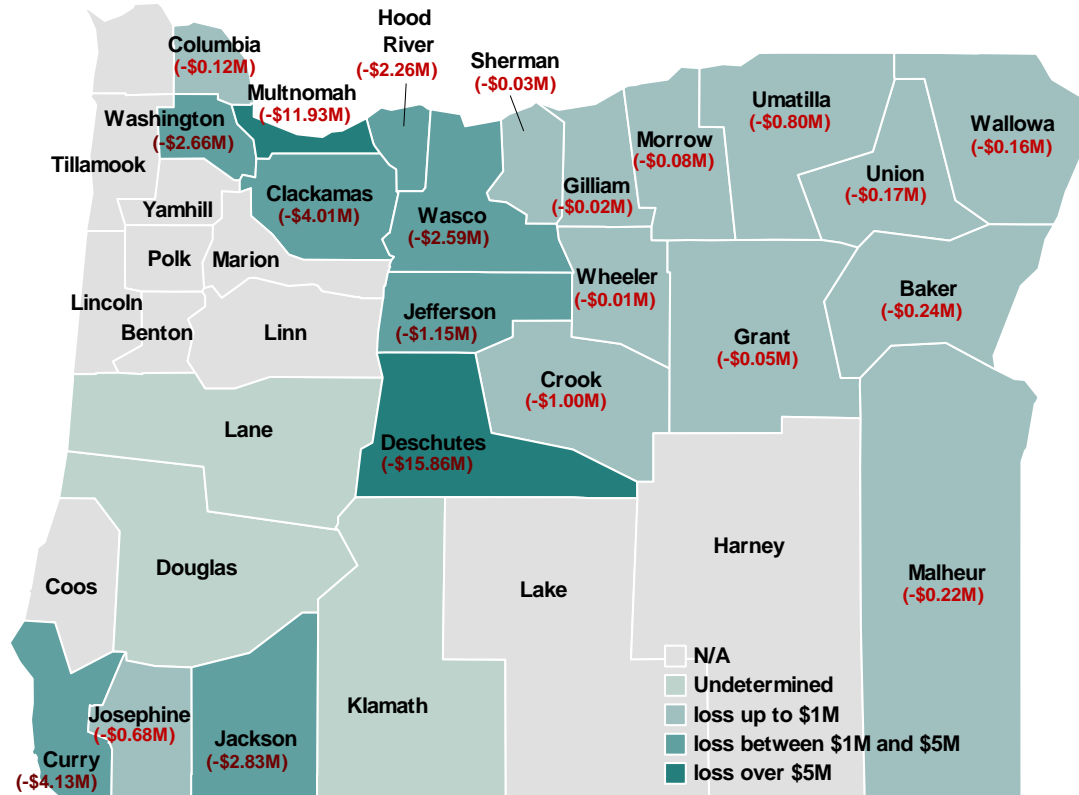 Hood
River
(-$2.26M)
Columbia
(-$0.12M)
Sherman
(-$0.03M)
Multnomah
(-$11.93M)
Washington
(-$2.66M)
Umatilla
(-$0.80M)
Wallowa
(-$0.16M)
Morrow
(-$0.08M)
Tillamook
Union
(-$0.17M)
Gilliam
(-$0.02M)
Clackamas
(-$4.01M)
Yamhill
Wasco
(-$2.59M)
Polk
Marion
Wheeler
(-$0.01M)
Baker
(-$0.24M)
Lincoln
Benton
Linn
Jefferson
(-$1.15M)
Grant
(-$0.05M)
Crook
(-$1.00M)
Lane
Deschutes
(-$15.86M)
Harney
Douglas
Coos
Lake
Malheur
(-$0.22M)
Klamath
Josephine
(-$0.68M)
Jackson
(-$2.83M)
Curry
(-$4.13M)
N/A
Undetermined
loss up to $1M
loss between $1M and $5M
loss over $5M